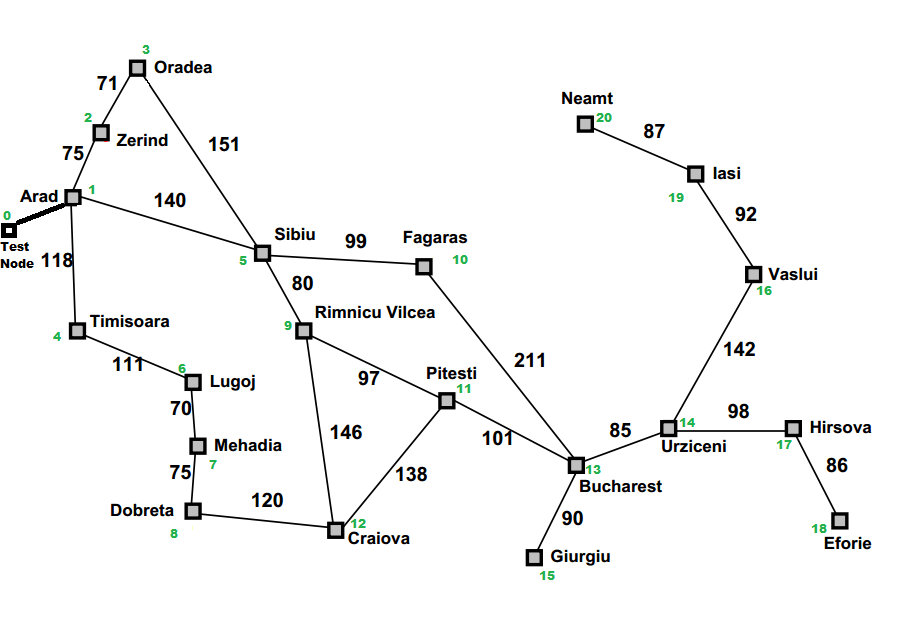 3
Oradea
71
Neamt
20
87
2
Zerind
151
75
Iasi
19
Arad
1
140
92
0
Test
Node
118
Sibiu
5
99
Fagaras
10
80
Vaslui
16
Rimnicu Vilcea
9
Timisoara
4
111
211
142
6
Lugoj
97
Pitesti
11
70
146
101
138
85
14
Urziceni
98
Hirsova
17
Mehadia
7
75
86
13
Bucharest
Dobreta
8
120
12
Craiova
90
18
Eforie
Giurgiu
15